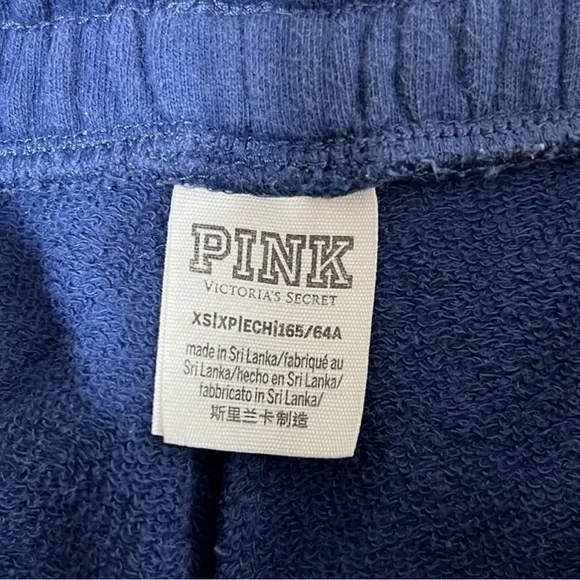 PINK
VICTORIA'S SECRET
XS|XP|ECH|165/64A
made in Sri Lanka/fabriqué au
Sri Lanka/hecho en Sri Lanka/
fabbricato in Sri Lanka/
斯里兰卡制造